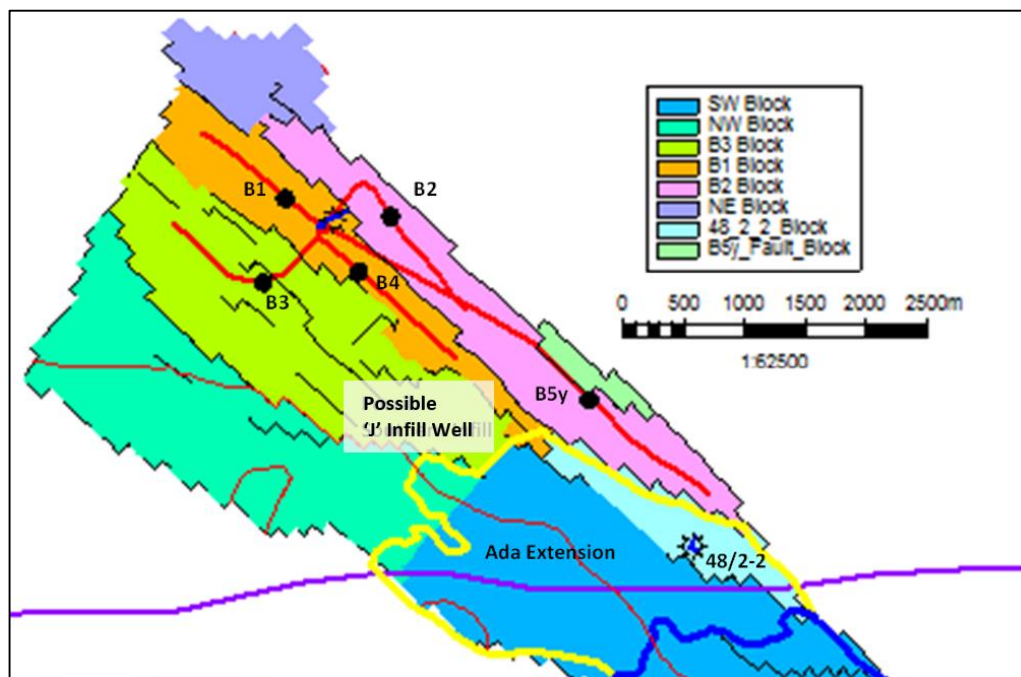 SW Block
NW Block
B3 Block
B1 Block
B2 Block
NE Block
48_2_2_Block
B5y_Fault_Block
0 500 1000 1500 2000 2500m
1:62500
B1
B2
B3
B4
B5y
Possible
'J' Infill Well
Ada Extension
48/2-2